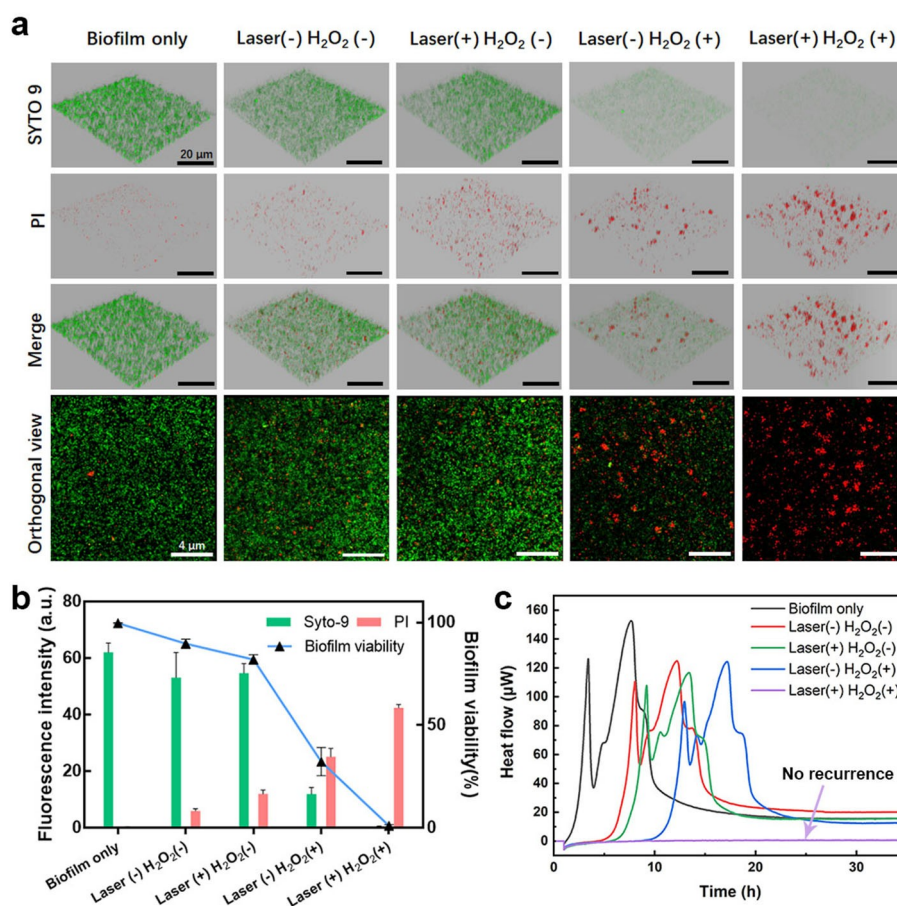 a
Biofilm only
Laser(-) H₂O₂ (-)
Laser(+) H₂O₂ (-)
Laser(-) H₂O₂ (+)
Laser(+) H₂O₂ (+)
SYTO 9
20 μm
PI
Merge
Orthogonal view
4 μm
b
Fluorescence intensity (a.u.)
80
60
40
20
0
Syto-9
PI
Biofilm viability
100
50
0
Biofilm viability(%)
Biofilm only
Laser (-) H₂O₂(-)
Laser (+) H₂O₂(-)
Laser (-) H₂O₂(+)
Laser (+) H₂O₂(+)
c
Heat flow (μW)
160
140
120
100
80
60
40
20
0
Biofilm only
Laser(-) H₂O₂(-)
Laser(+) H₂O₂(-)
Laser(-) H₂O₂(+)
Laser(+) H₂O₂(+)
No recurrence
0
10
20
30
Time (h)